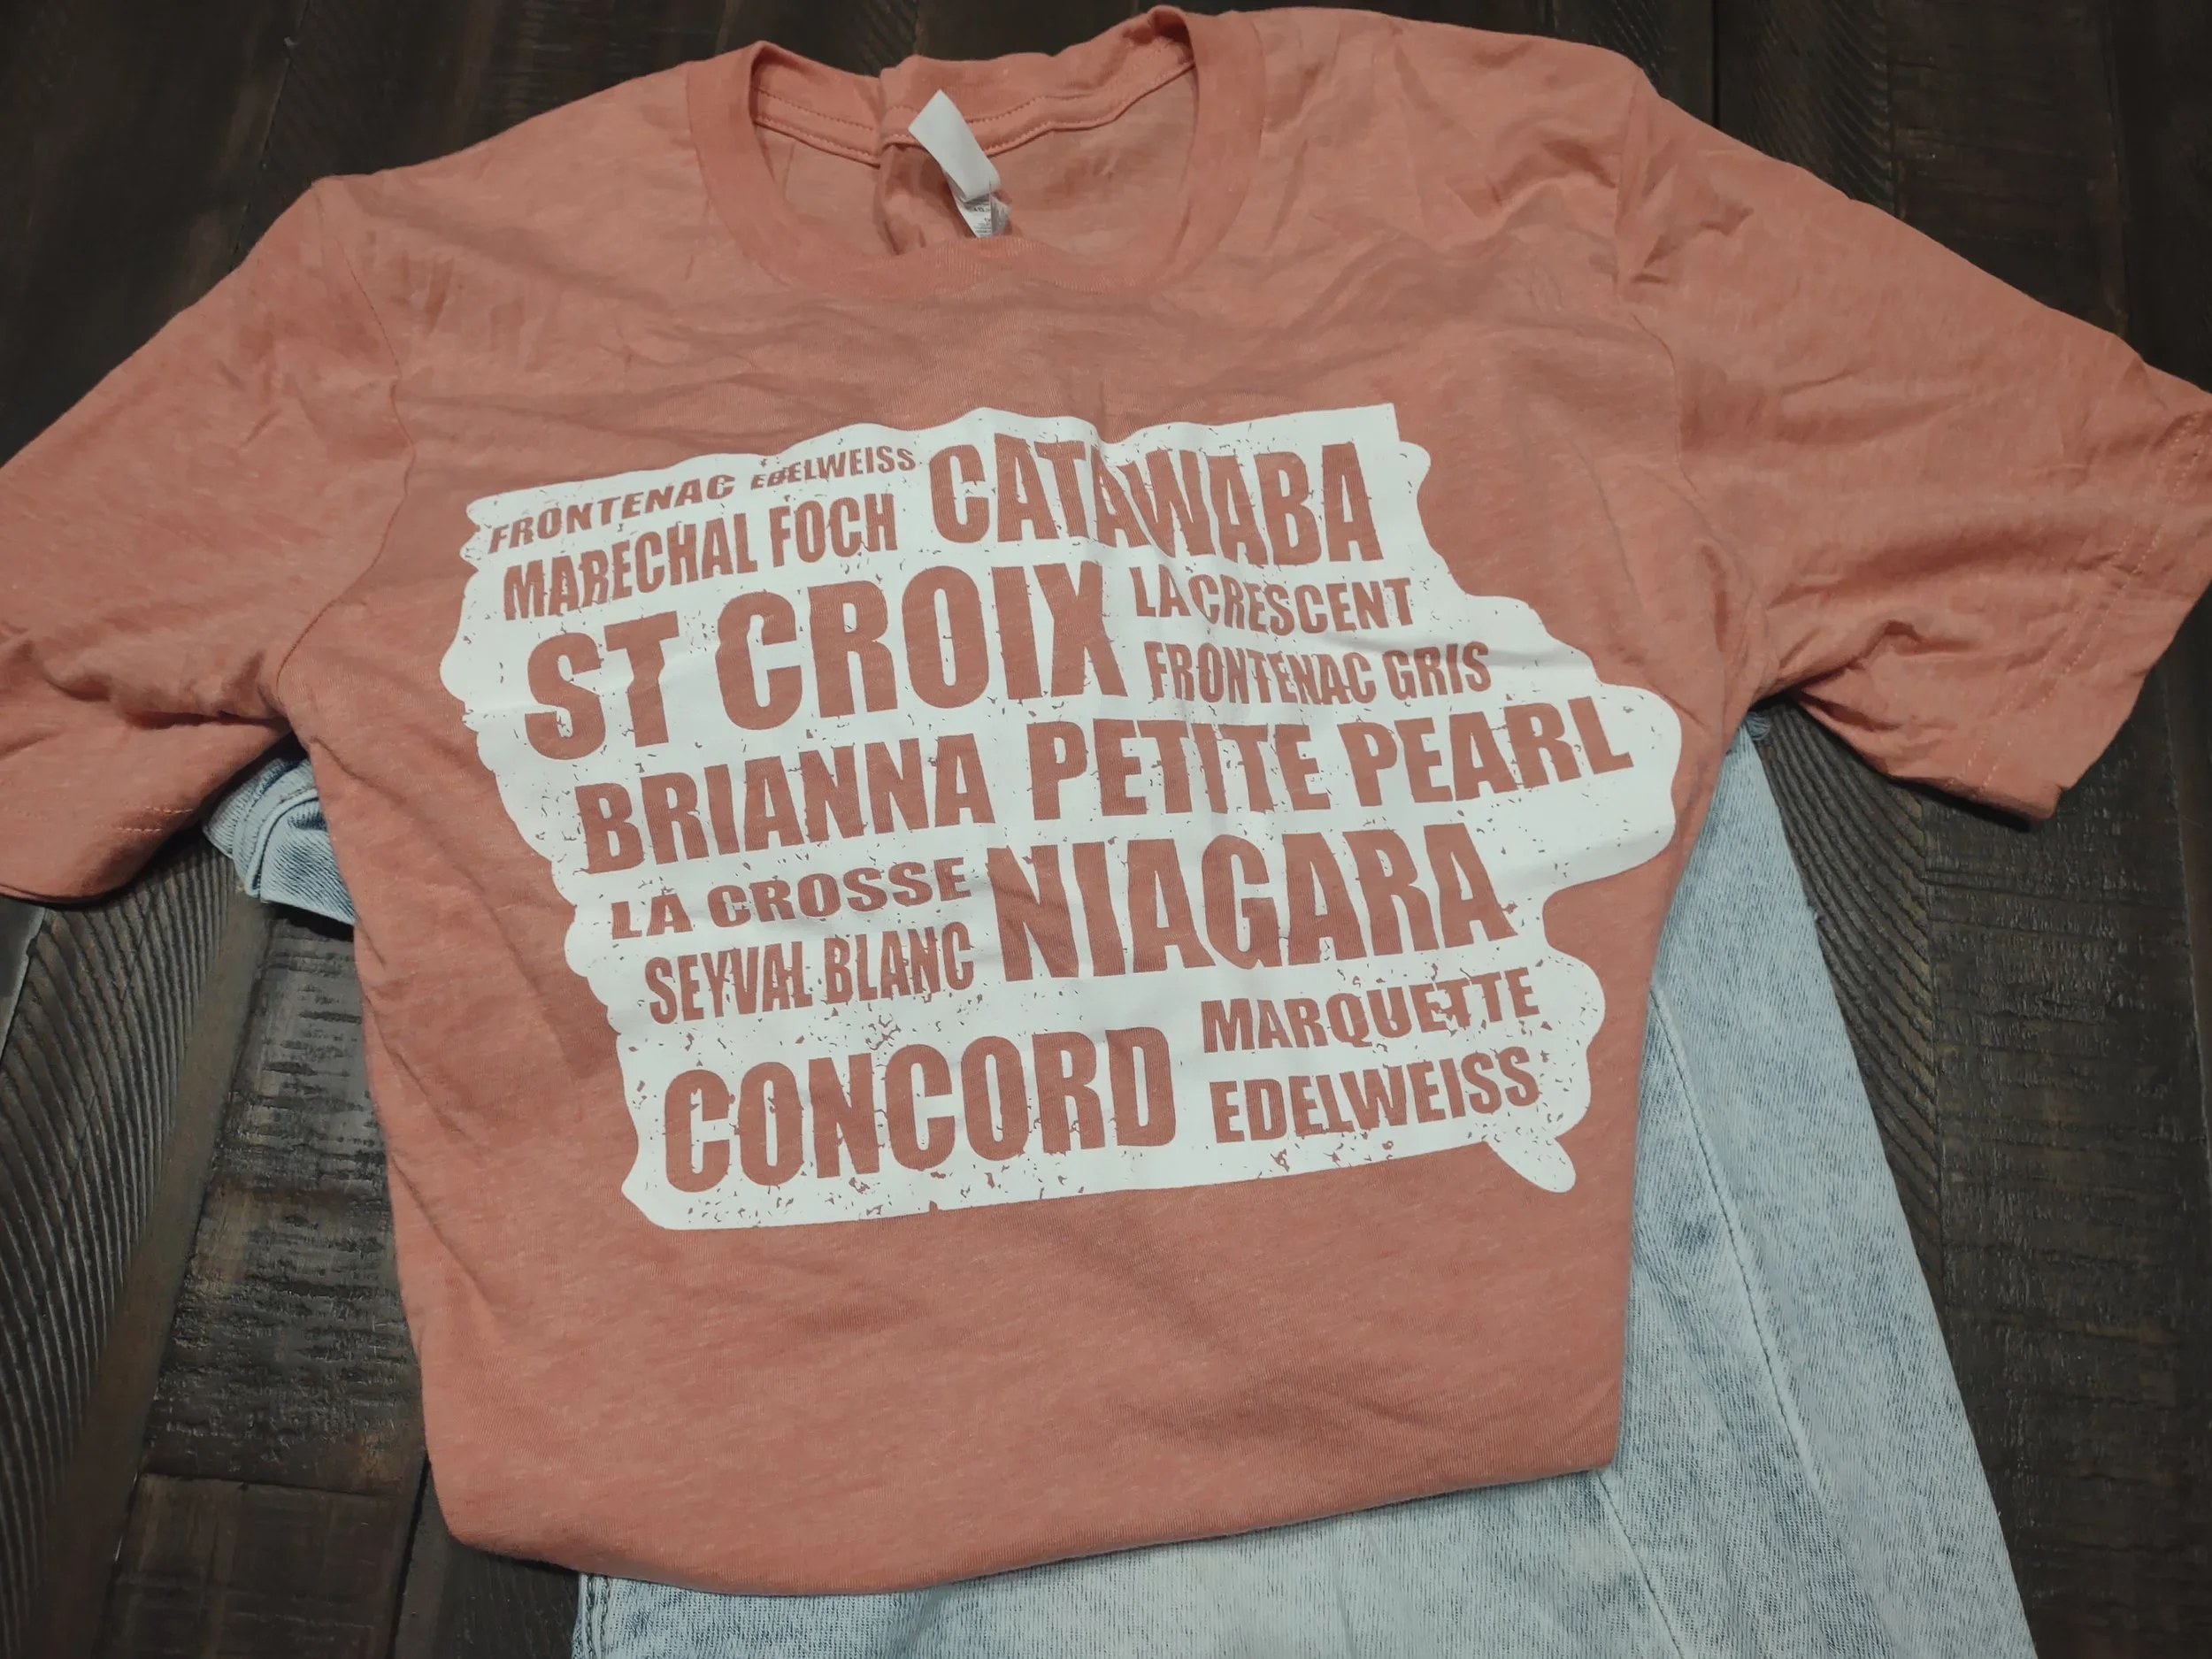 FRONTENAC EDELWEISS
MARECHAL FOCH
CATAWABA
ST CROIX
LA CRESCENT
FRONTENAC GRIS
BRIANNA PETITE PEARL
LA CROSSE
SEYVAL BLANC
NIAGARA
CONCORD
MARQUETTE
EDELWEISS